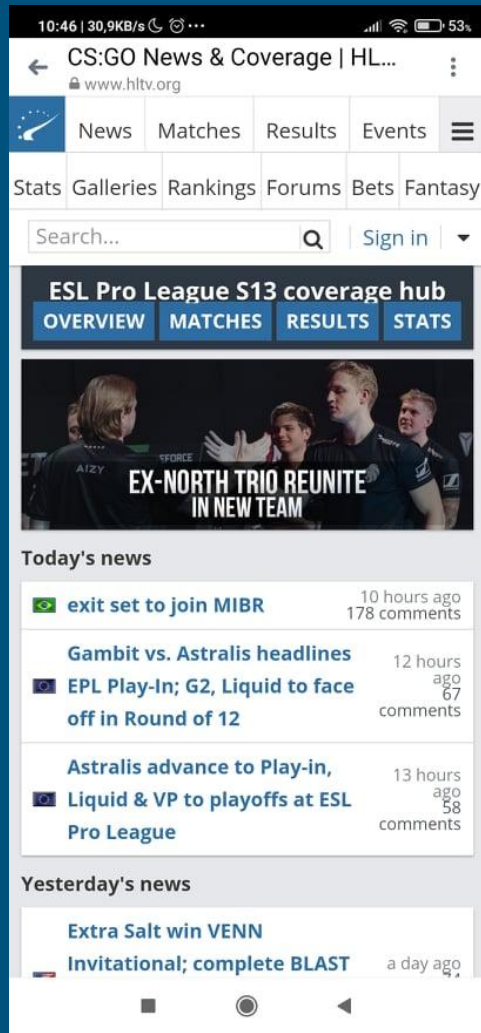 10:46 | 30,9KB/s ··· 53%
CS:GO News & Coverage | HL...
www.hltv.org
News Matches Results Events
Stats Galleries Rankings Forums Bets Fantasy
Search... Sign in
ESL Pro League S13 coverage hub
OVERVIEW MATCHES RESULTS STATS
AIZY
EX-NORTH TRIO REUNITE
IN NEW TEAM
Today's news
exit set to join MIBR 10 hours ago
178 comments
Gambit vs. Astralis headlines
EPL Play-In; G2, Liquid to face
off in Round of 12
12 hours
ago
67
comments
Astralis advance to Play-in,
Liquid & VP to playoffs at ESL
Pro League
13 hours
ago
58
comments
Yesterday's news
Extra Salt win VENN
Invitational; complete BLAST
a day ago